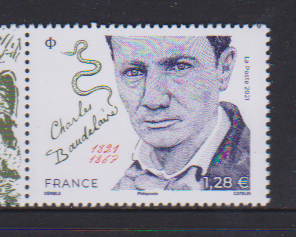 La Poste 2021
Charles
Baudelaire
1821
1867
FRANCE
1,28 €